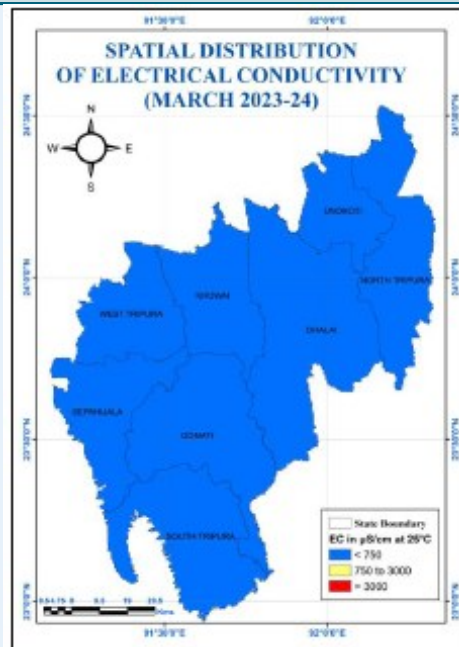 91°30'0"E 92°0'0"E
SPATIAL DISTRIBUTION
OF ELECTRICAL CONDUCTIVITY
(MARCH 2023-24)
N
W E
S
UNOKOTI
NORTH TRIPURA
KHOWAI
WEST TRIPURA
DHALAI
SEPAHIJALA
GOMATI
SOUTH TRIPURA
State Boundary
EC in µS/cm at 25°C
< 750
750 to 3000
> 3000
91°30'0"E 92°0'0"E